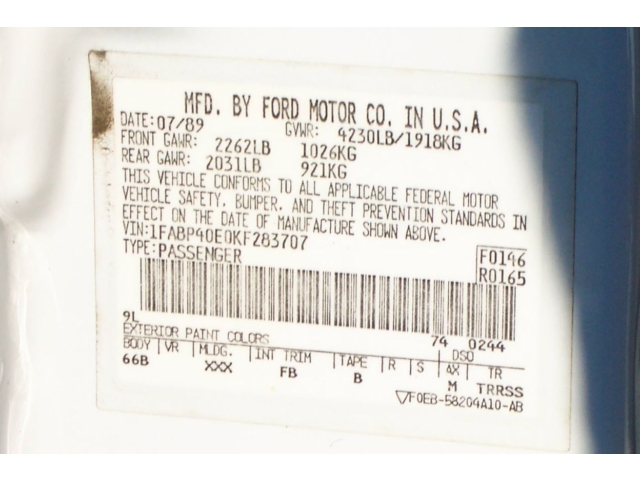 MFD. BY FORD MOTOR CO. IN U.S.A.
DATE: 07/89 GVWR: 4230LB/1918KG
FRONT GAWR: 2262LB 1026KG
REAR GAWR: 2031LB 921KG
THIS VEHICLE CONFORMS TO ALL APPLICABLE FEDERAL MOTOR
VEHICLE SAFETY, BUMPER, AND THEFT PREVENTION STANDARDS IN
EFFECT ON THE DATE OF MANUFACTURE SHOWN ABOVE.
VIN: 1FABP40E0KF283707
TYPE: PASSENGER
F0146
R0165
9L 74 0244
EXTERIOR PAINT COLORS DSO
BODY VR MLDG. INT TRIM TAPE R S AX TR
66B XXX FB B M TRRSS
F0EB-58204A10-AB